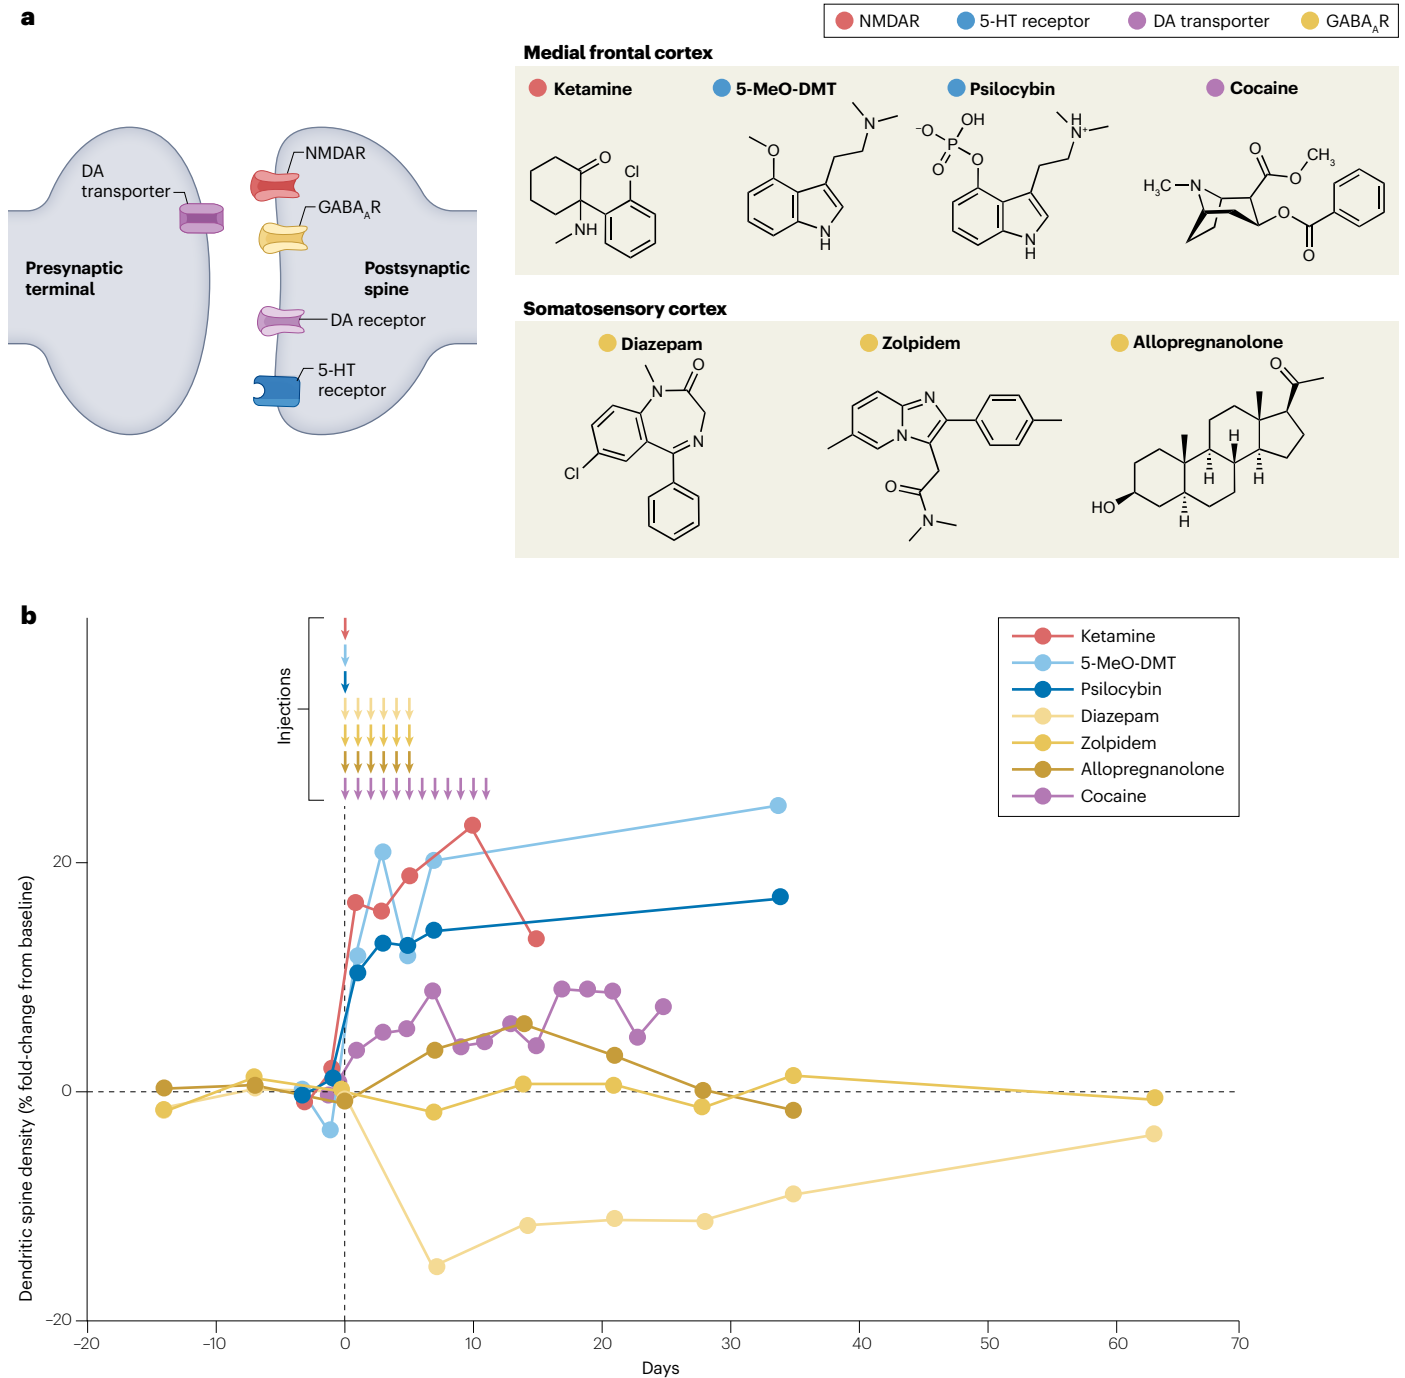 a
NMDAR
5-HT receptor
DA transporter
GABA_AR
Medial frontal cortex
Ketamine
5-MeO-DMT
Psilocybin
Cocaine
O
Cl
NH
O
N
N
H
⁻O
OH
P
O
O
H
N⁺
N
H
H₃C
N
O
CH₃
O
O
O
DA
transporter
NMDAR
GABA_AR
Presynaptic
terminal
Postsynaptic
spine
DA receptor
5-HT
receptor
Somatosensory cortex
Diazepam
Zolpidem
Allopregnanolone
N
O
N
Cl
N
N
O
N
O
H
H
H
HO
H
b
Injections
Ketamine
5-MeO-DMT
Psilocybin
Diazepam
Zolpidem
Allopregnanolone
Cocaine
Dendritic spine density (% fold-change from baseline)
20
0
–20
–20
–10
0
10
20
30
40
50
60
70
Days